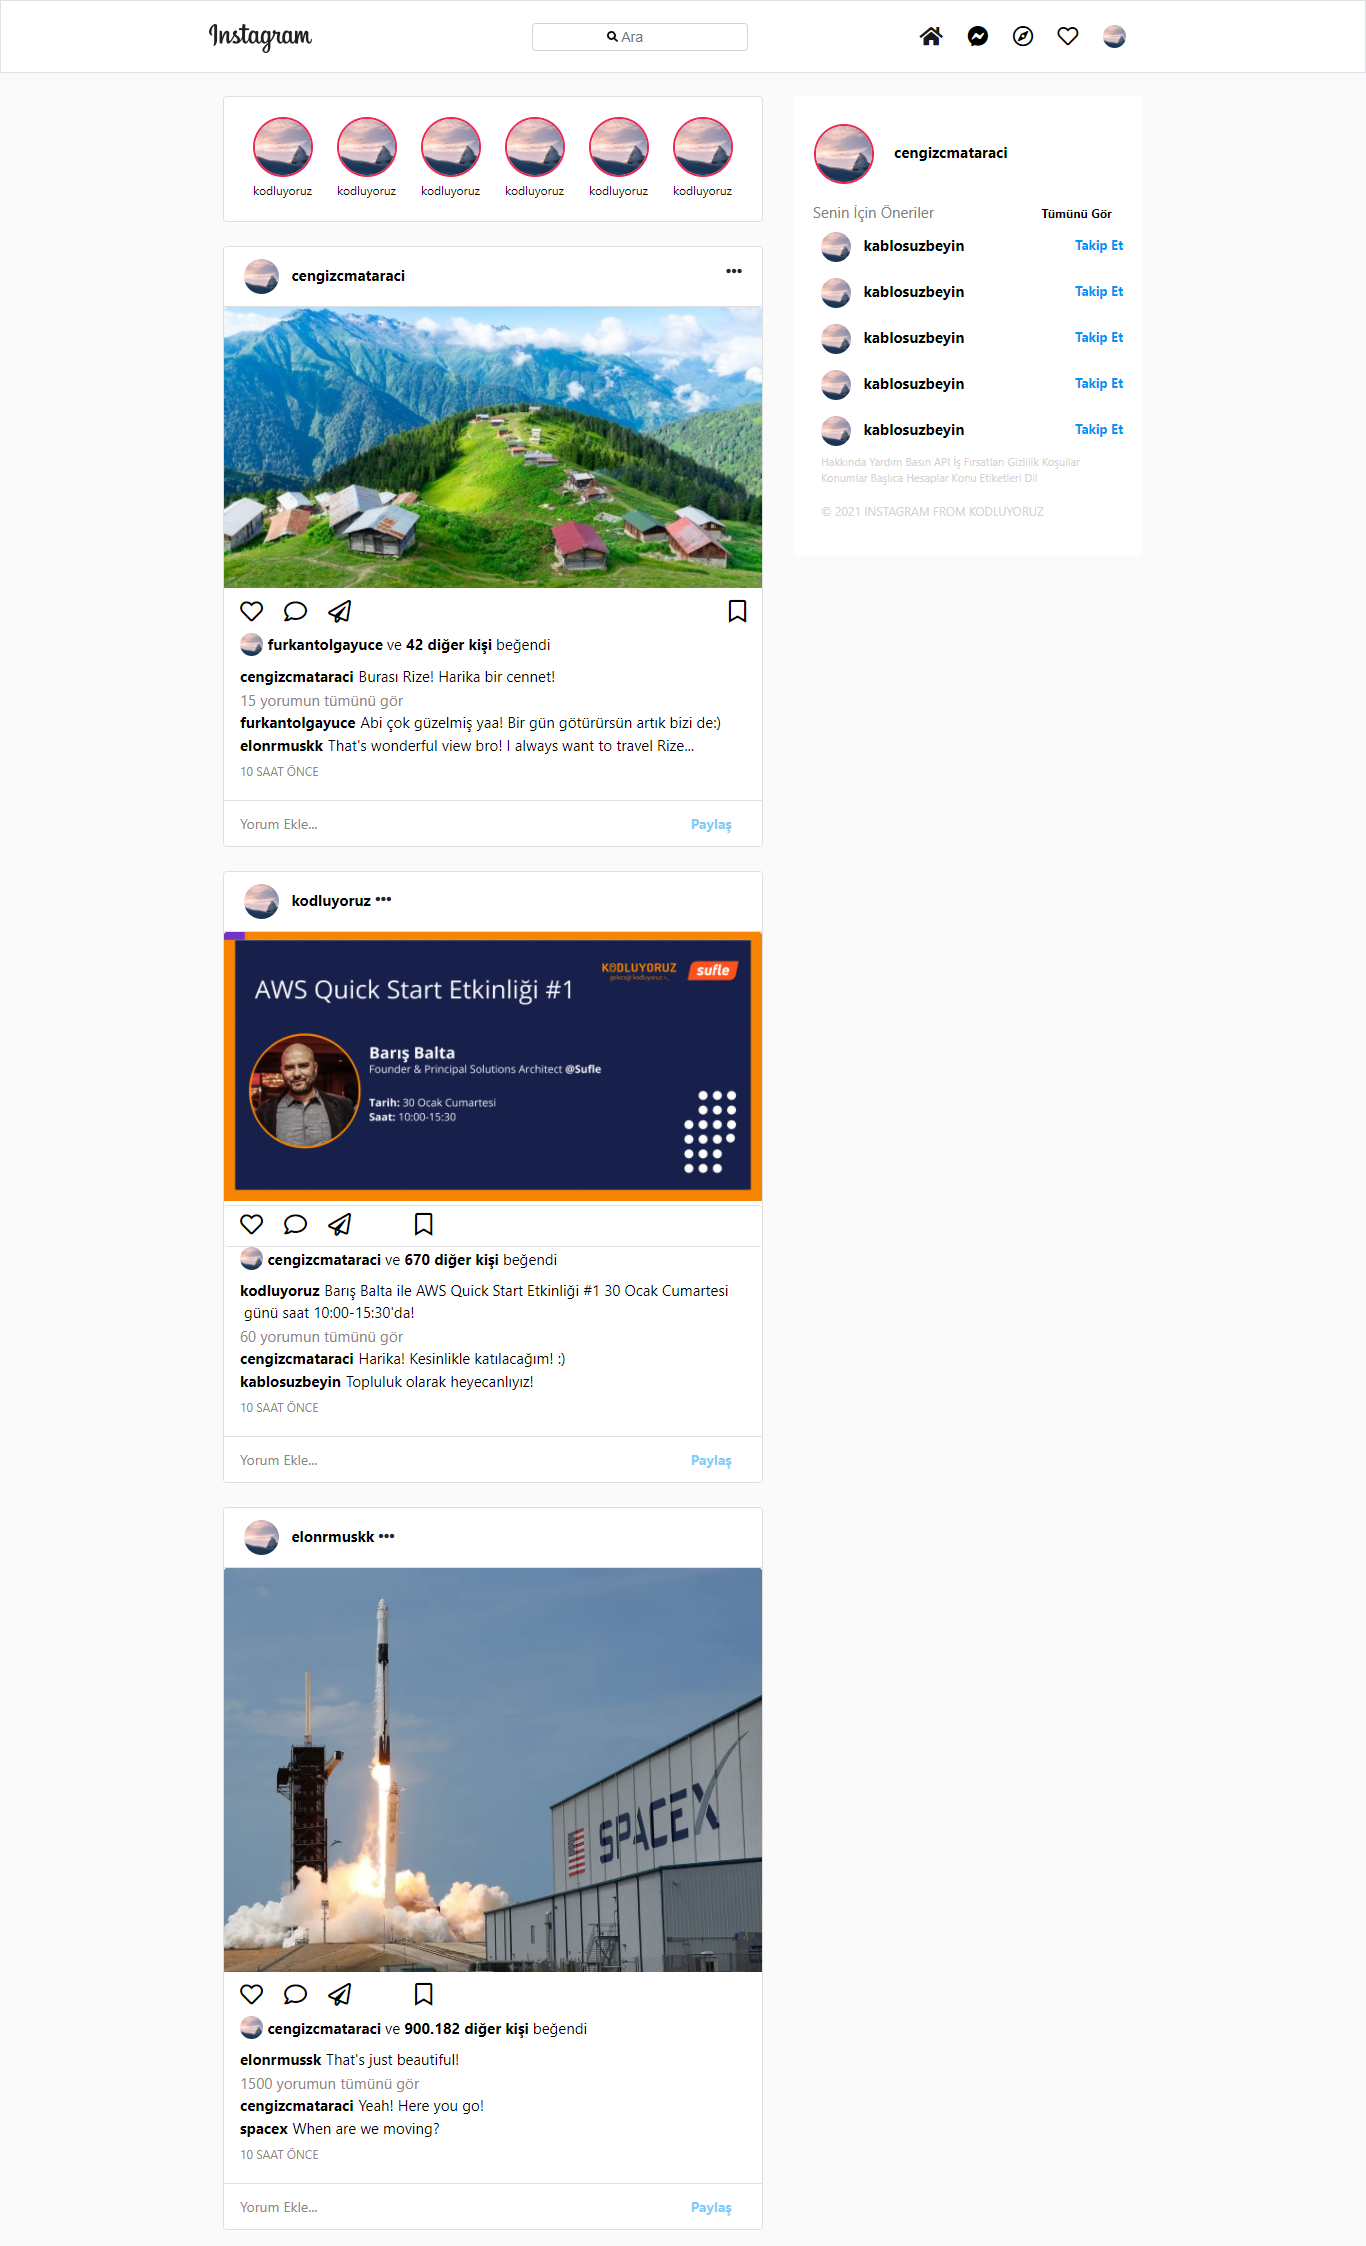 Instagram
Ara
kodluyoruz kodluyoruz kodluyoruz kodluyoruz kodluyoruz kodluyoruz
cengizcmataraci
Senin İçin Öneriler Tümünü Gör
kablosuzbeyin Takip Et
kablosuzbeyin Takip Et
kablosuzbeyin Takip Et
kablosuzbeyin Takip Et
kablosuzbeyin Takip Et
Hakkında Yardım Basın API İş Fırsatları Gizlilik Koşullar
Konumlar Başlıca Hesaplar Konu Etiketleri Dil
© 2021 INSTAGRAM FROM KODLUYORUZ
cengizcmataraci •••
furkantolgayuce ve 42 diğer kişi beğendi
cengizcmataraci Burası Rize! Harika bir cennet!
15 yorumun tümünü gör
furkantolgayuce Abi çok güzelmiş yaa! Bir gün götürürsün artık bizi de:)
elonrmuskk That's wonderful view bro! I always want to travel Rize...
10 SAAT ÖNCE
Yorum Ekle... Paylaş
kodluyoruz •••
KODLUYORUZ
geleceği kodluyoruz >_
sufle
AWS Quick Start Etkinliği #1
Barış Balta
Founder & Principal Solutions Architect @Sufle
Tarih: 30 Ocak Cumartesi
Saat: 10:00-15:30
cengizcmataraci ve 670 diğer kişi beğendi
kodluyoruz Barış Balta ile AWS Quick Start Etkinliği #1 30 Ocak Cumartesi
günü saat 10:00-15:30'da!
60 yorumun tümünü gör
cengizcmataraci Harika! Kesinlikle katılacağım! :)
kablosuzbeyin Topluluk olarak heyecanlıyız!
10 SAAT ÖNCE
Yorum Ekle... Paylaş
elonrmuskk •••
SPACEX
cengizcmataraci ve 900.182 diğer kişi beğendi
elonrmussk That's just beautiful!
1500 yorumun tümünü gör
cengizcmataraci Yeah! Here you go!
spacex When are we moving?
10 SAAT ÖNCE
Yorum Ekle... Paylaş